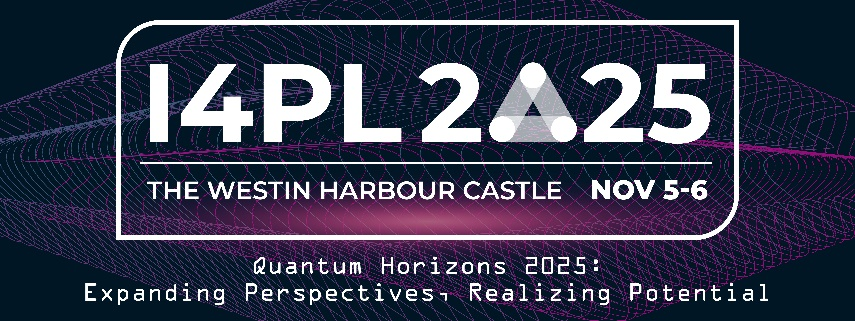 I4PL 2025
THE WESTIN HARBOUR CASTLE NOV 5-6
Quantum Horizons 2025:
Expanding Perspectives, Realizing Potential